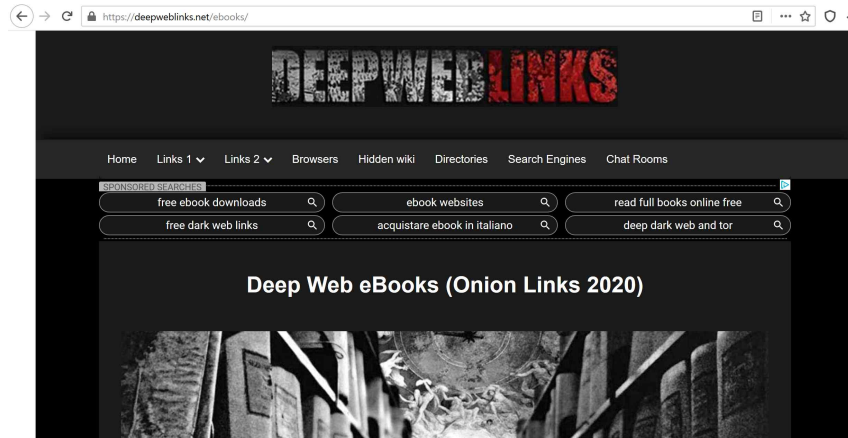 https://deepweblinks.net/ebooks/
DEEPWEBLINKS
Home Links 1 Links 2 Browsers Hidden wiki Directories Search Engines Chat Rooms
SPONSORED SEARCHES
free ebook downloads ebook websites read full books online free
free dark web links acquistare ebook in italiano deep dark web and tor
Deep Web eBooks (Onion Links 2020)